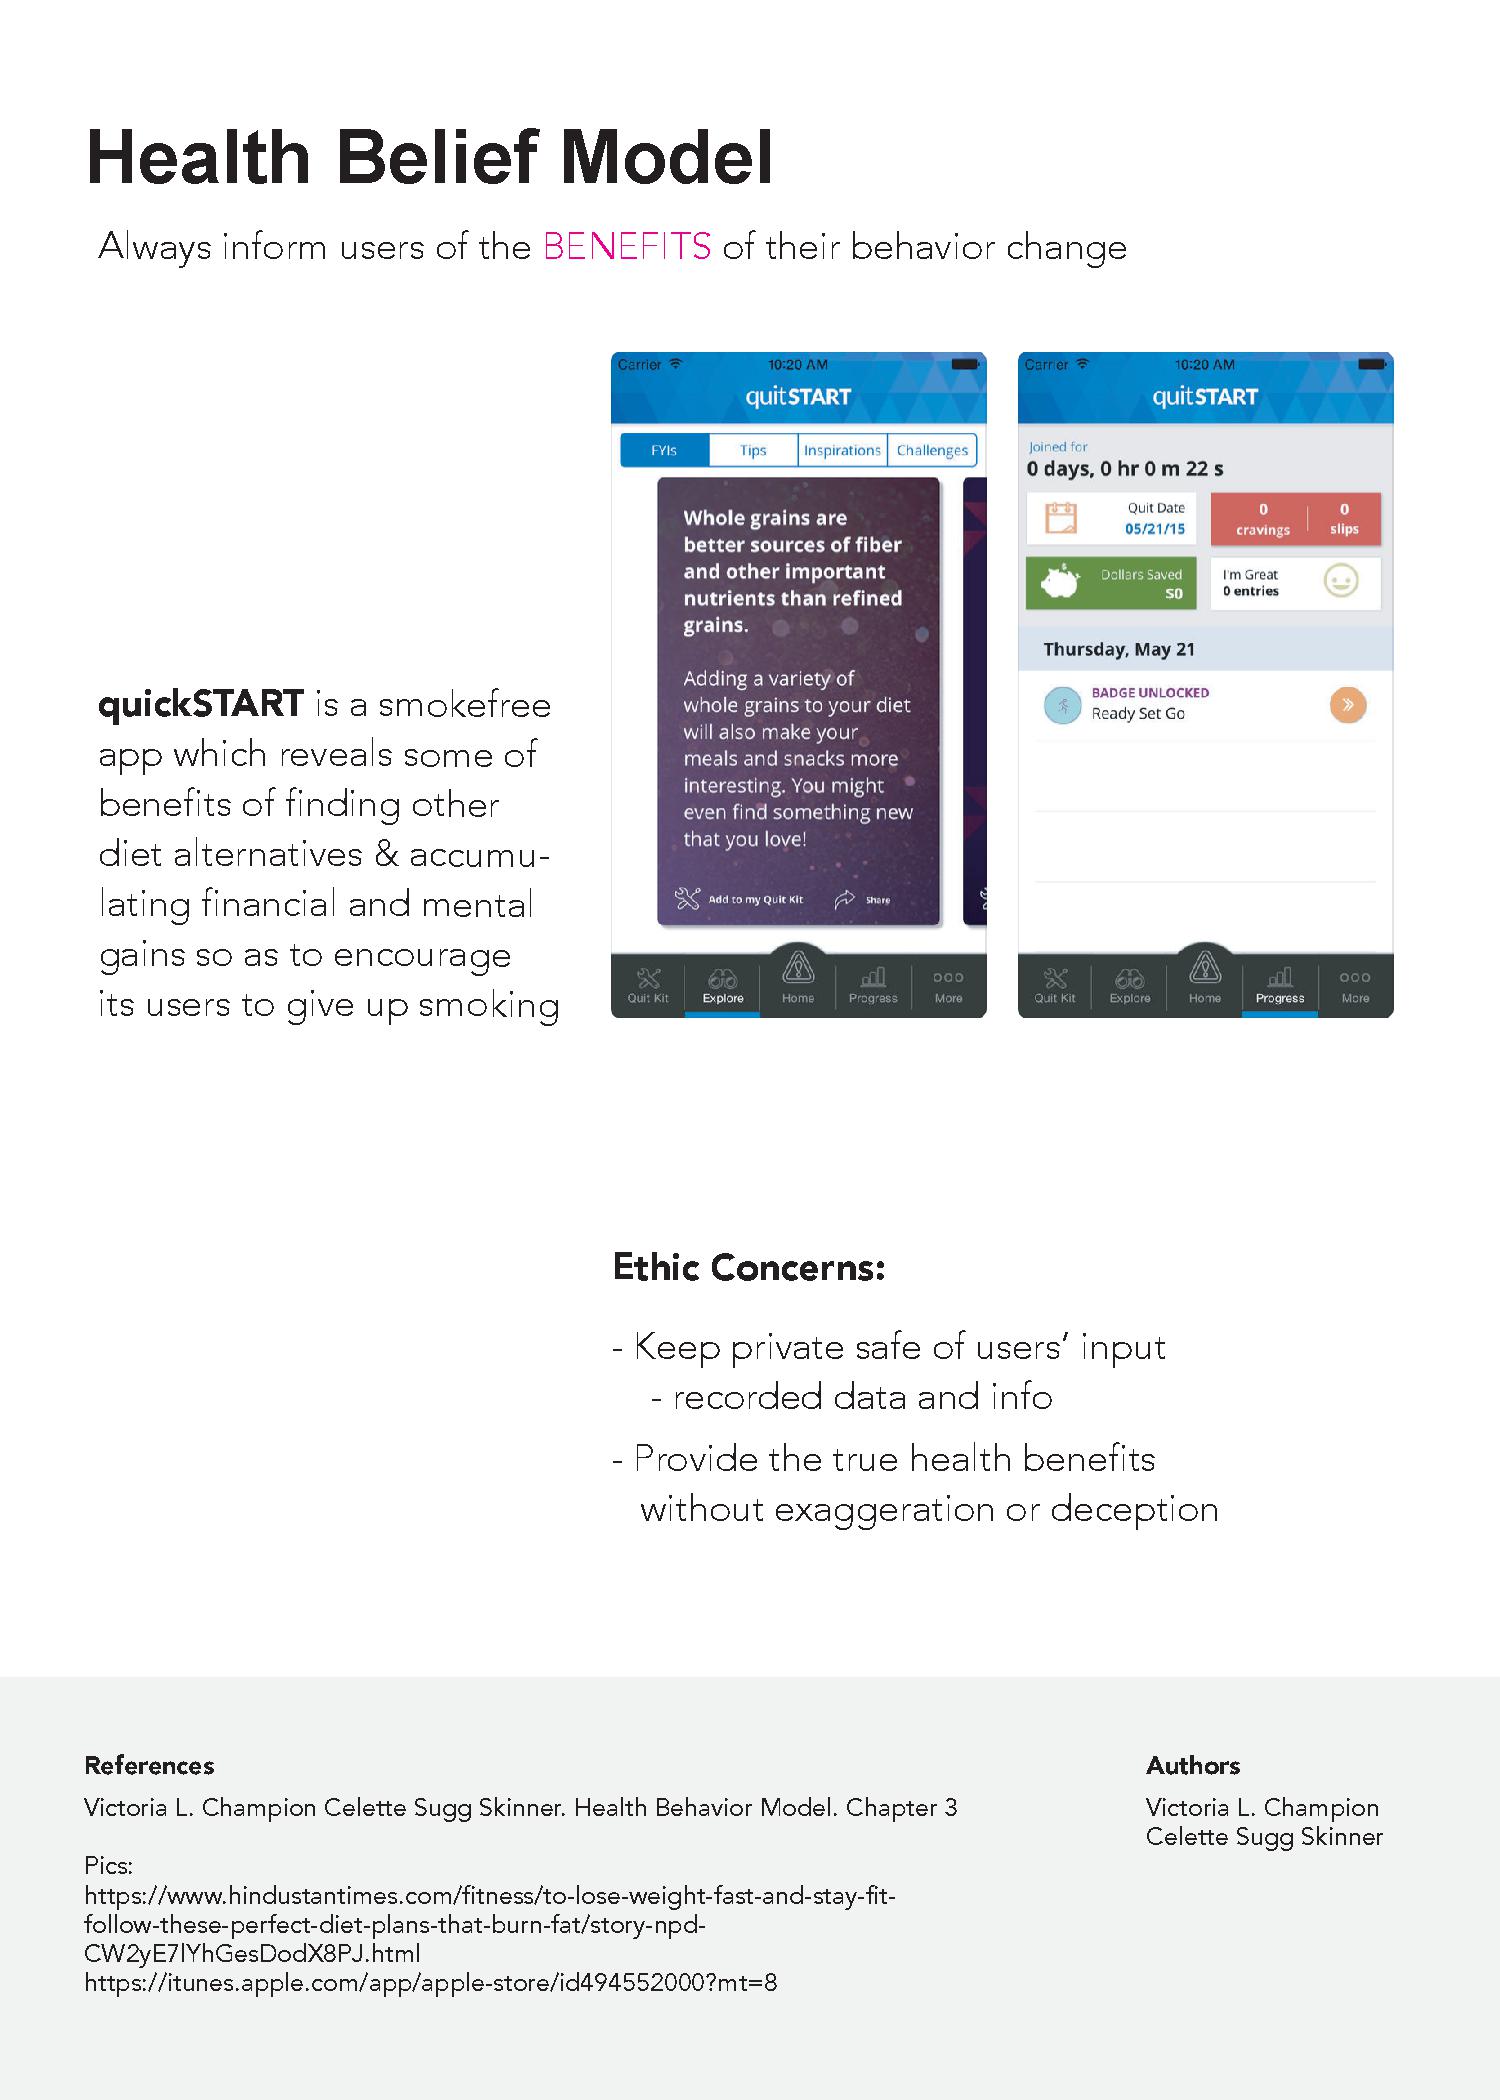 Health Belief Model
Always inform users of the BENEFITS of their behavior change
quickSTART is a smokefree
app which reveals some of
benefits of finding other
diet alternatives & accumu-
lating financial and mental
gains so as to encourage
its users to give up smoking
Carrier 10:20 AM
quitSTART
FYIs Tips Inspirations Challenges
Whole grains are
better sources of fiber
and other important
nutrients than refined
grains.
Adding a variety of
whole grains to your diet
will also make your
meals and snacks more
interesting. You might
even find something new
that you love!
Add to my Quit Kit Share
Quit Kit Explore Home Progress More
Carrier 10:20 AM
quitSTART
Joined for
0 days, 0 hr 0 m 22 s
Quit Date
05/21/15
0 0
cravings slips
Dollars Saved
$0
I'm Great
0 entries
Thursday, May 21
BADGE UNLOCKED
Ready Set Go
Quit Kit Explore Home Progress More
Ethic Concerns:
- Keep private safe of users' input
- recorded data and info
- Provide the true health benefits
without exaggeration or deception
References
Victoria L. Champion Celette Sugg Skinner. Health Behavior Model. Chapter 3
Pics:
https://www.hindustantimes.com/fitness/to-lose-weight-fast-and-stay-fit-
follow-these-perfect-diet-plans-that-burn-fat/story-npd-
CW2yE7lYhGesDodX8PJ.html
https://itunes.apple.com/app/apple-store/id494552000?mt=8
Authors
Victoria L. Champion
Celette Sugg Skinner